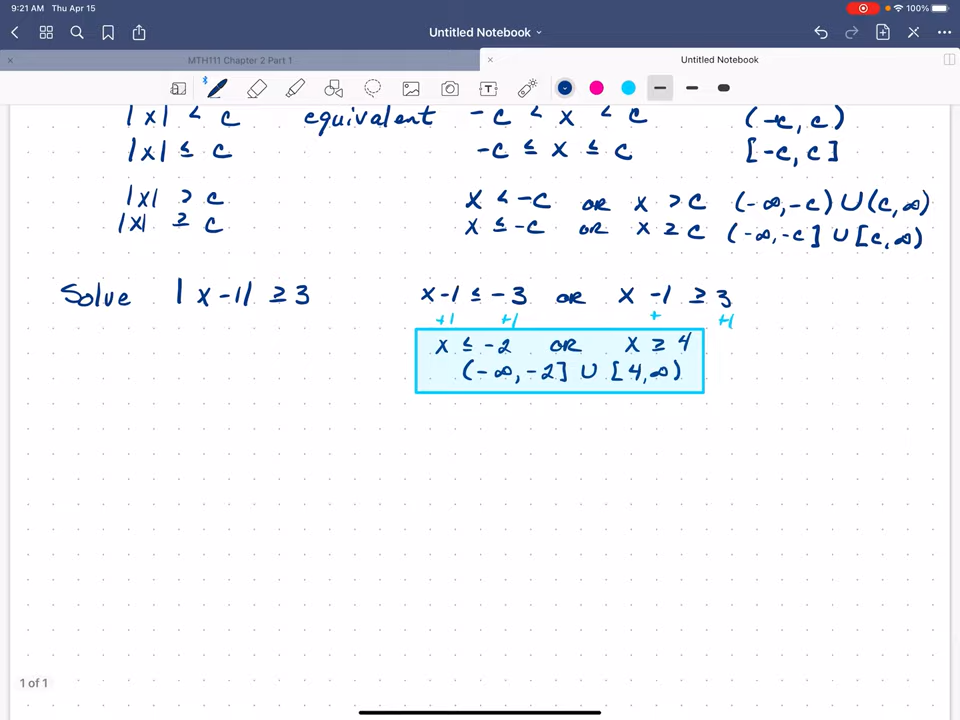 9:21 AM Thu Apr 15 100%
Untitled Notebook
MTH111 Chapter 2 Part 1 Untitled Notebook
|x| < c equivalent -c < x < c (-c, c)
|x| ≤ c -c ≤ x ≤ c [-c, c]
|x| > c x < -c OR x > c (-∞, -c) ∪ (c, ∞)
|x| ≥ c x ≤ -c OR x ≥ c (-∞, -c] ∪ [c, ∞)
Solve |x-1| ≥ 3 x-1 ≤ -3 OR x -1 ≥ 3
+1 +1 + +1
x ≤ -2 OR x ≥ 4
(-∞, -2] ∪ [4, ∞)
1 of 1